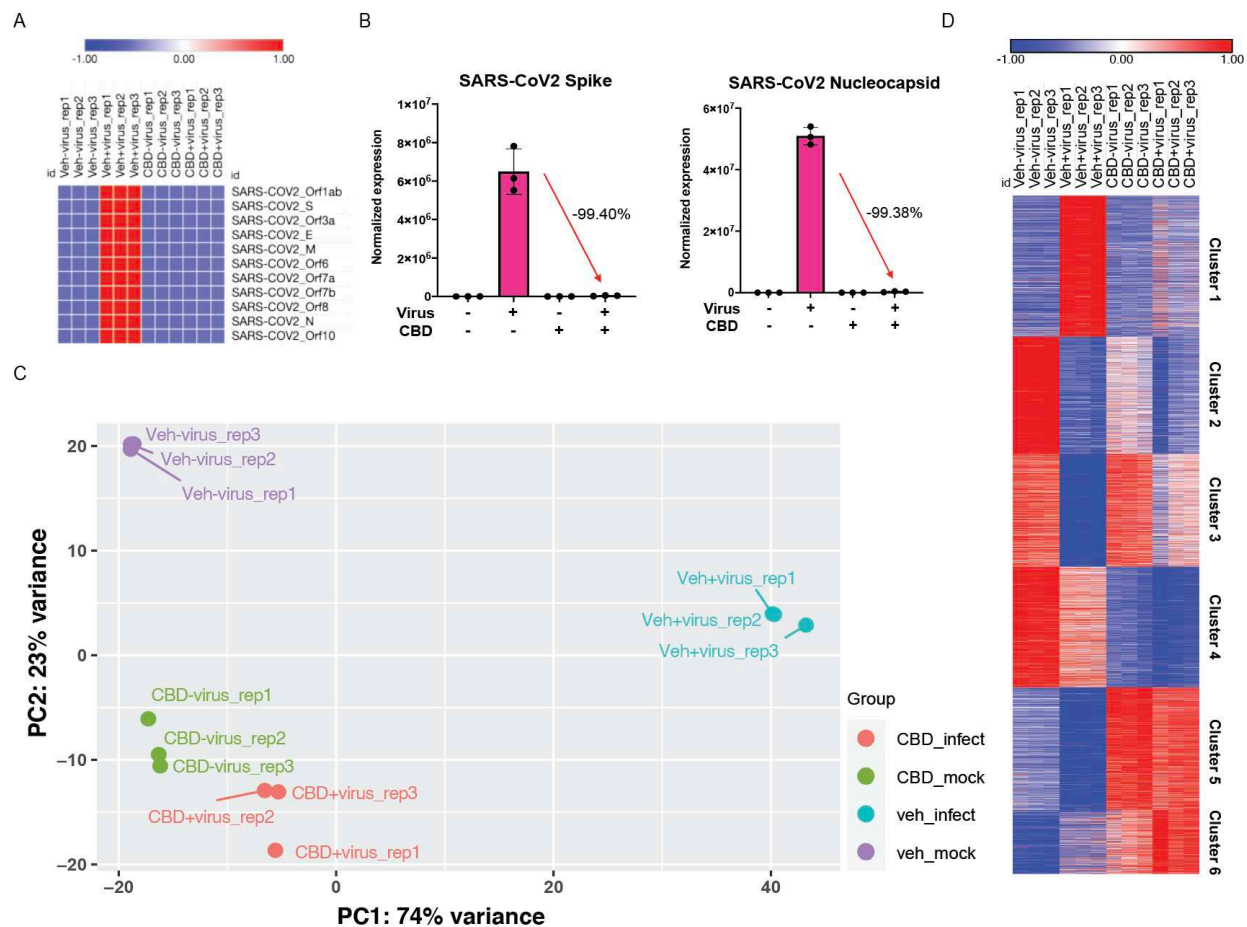 A
-1.00 0.00 1.00
Veh-virus_rep1
Veh-virus_rep2
Veh-virus_rep3
Veh+virus_rep1
Veh+virus_rep2
Veh+virus_rep3
CBD-virus_rep1
CBD-virus_rep2
CBD-virus_rep3
CBD+virus_rep1
CBD+virus_rep2
CBD+virus_rep3
id id
SARS-COV2_Orf1ab
SARS-COV2_S
SARS-COV2_Orf3a
SARS-COV2_E
SARS-COV2_M
SARS-COV2_Orf6
SARS-COV2_Orf7a
SARS-COV2_Orf7b
SARS-COV2_Orf8
SARS-COV2_N
SARS-COV2_Orf10
B
SARS-CoV2 Spike
Normalized expression
1×10⁷
8×10⁶
6×10⁶
4×10⁶
2×10⁶
0
-99.40%
Virus - + - +
CBD - - + +
SARS-CoV2 Nucleocapsid
Normalized expression
6×10⁷
4×10⁷
2×10⁷
0
-99.38%
Virus - + - +
CBD - - + +
C
PC2: 23% variance
20
10
0
−10
−20
Veh-virus_rep3
Veh-virus_rep2
Veh-virus_rep1
Veh+virus_rep1
Veh+virus_rep2
Veh+virus_rep3
CBD-virus_rep1
CBD-virus_rep2
CBD-virus_rep3
CBD+virus_rep3
CBD+virus_rep2
CBD+virus_rep1
−20 0 20 40
PC1: 74% variance
Group
CBD_infect
CBD_mock
veh_infect
veh_mock
D
-1.00 0.00 1.00
id
Veh-virus_rep1
Veh-virus_rep2
Veh-virus_rep3
Veh+virus_rep1
Veh+virus_rep2
Veh+virus_rep3
CBD-virus_rep1
CBD-virus_rep2
CBD-virus_rep3
CBD+virus_rep1
CBD+virus_rep2
CBD+virus_reps3
Cluster 1
Cluster 2
Cluster 3
Cluster 4
Cluster 5
Cluster 6